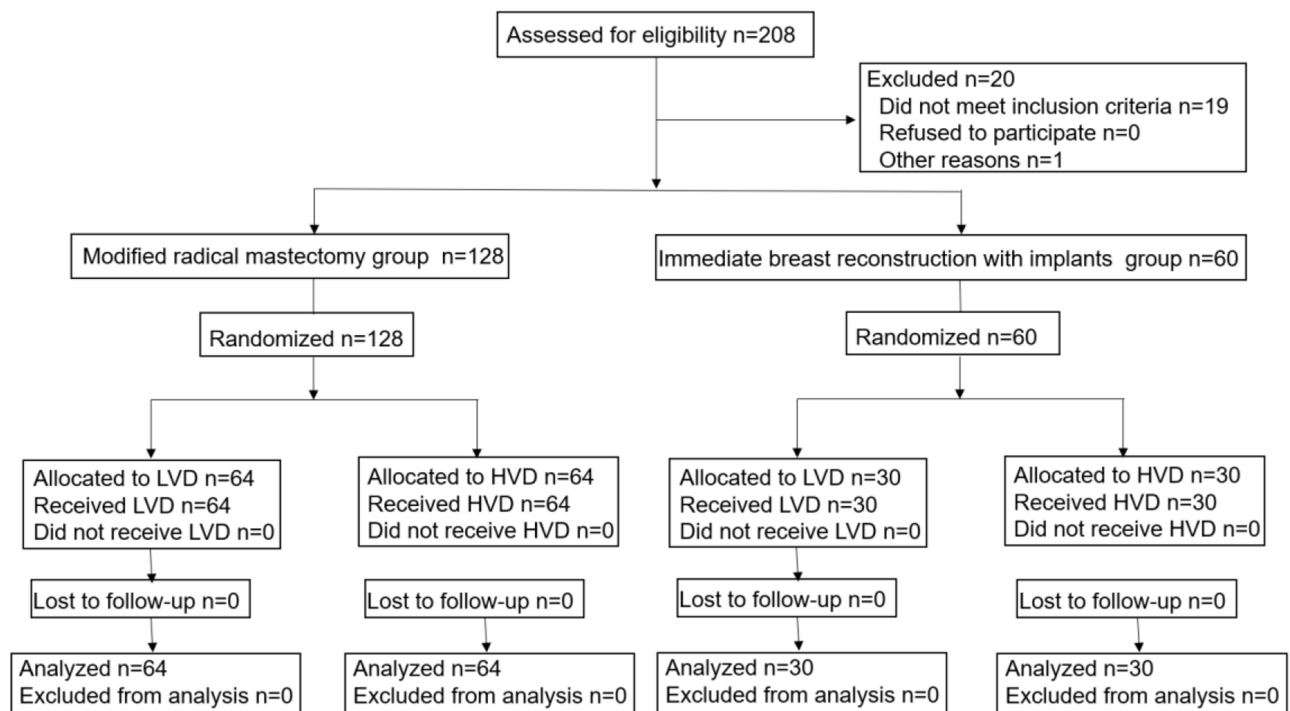 Assessed for eligibility n=208
Excluded n=20
Did not meet inclusion criteria n=19
Refused to participate n=0
Other reasons n=1
Modified radical mastectomy group n=128
Immediate breast reconstruction with implants group n=60
Randomized n=128
Randomized n=60
Allocated to LVD n=64
Received LVD n=64
Did not receive LVD n=0
Allocated to HVD n=64
Received HVD n=64
Did not receive HVD n=0
Allocated to LVD n=30
Received LVD n=30
Did not receive LVD n=0
Allocated to HVD n=30
Received HVD n=30
Did not receive HVD n=0
Lost to follow-up n=0
Lost to follow-up n=0
Lost to follow-up n=0
Lost to follow-up n=0
Analyzed n=64
Excluded from analysis n=0
Analyzed n=64
Excluded from analysis n=0
Analyzed n=30
Excluded from analysis n=0
Analyzed n=30
Excluded from analysis n=0